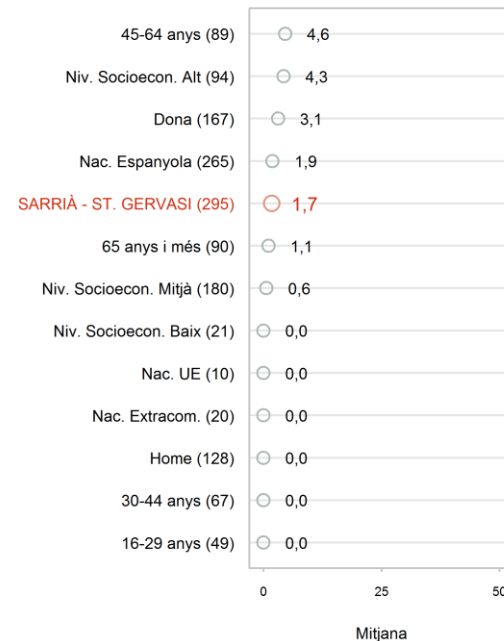 45-64 anys (89) 4,6
Niv. Socioecon. Alt (94) 4,3
Dona (167) 3,1
Nac. Espanyola (265) 1,9
SARRIÀ - ST. GERVASI (295) 1,7
65 anys i més (90) 1,1
Niv. Socioecon. Mitjà (180) 0,6
Niv. Socioecon. Baix (21) 0,0
Nac. UE (10) 0,0
Nac. Extracom. (20) 0,0
Home (128) 0,0
30-44 anys (67) 0,0
16-29 anys (49) 0,0
0 25 50
Mitjana